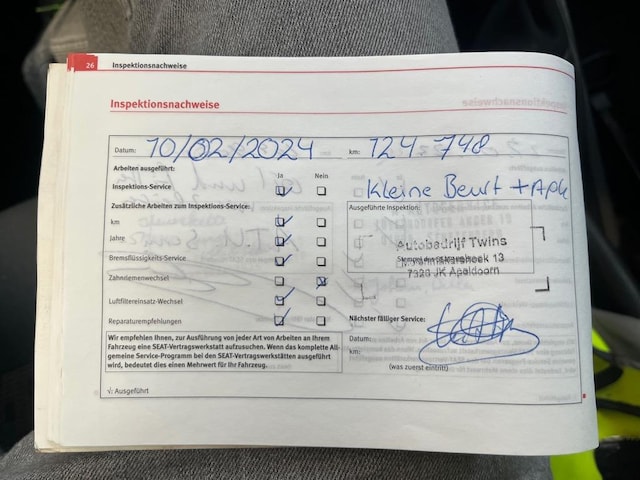 26 Inspektionsnachweise
Inspektionsnachweise
Datum: 10/02/2024 km: 124 748
Arbeiten ausgeführt: Ja Nein
Inspektions-Service
Kleine Beurt + APK
Zusätzliche Arbeiten zum Inspektions-Service:
Ausgeführte Inspektion:
km
Jahre
Autobedrijf Twins
Bremsflüssigkeits-Service
13
7328 JK Apeldoorn
Zahnriemenwechsel
Luftfiltereinsatz-Wechsel
Reparaturempfehlungen
Nächster fälliger Service:
Wir empfehlen Ihnen, zur Ausführung von jeder Art von Arbeiten an Ihrem
Fahrzeug eine SEAT-Vertragswerkstatt aufzusuchen. Wenn das komplette All-
gemeine Service-Programm bei den SEAT-Vertragswerkstätten ausgeführt
wird, bedeutet dies einen Mehrwert für Ihr Fahrzeug.
Datum:
km:
(was zuerst eintritt)
√: Ausgeführt